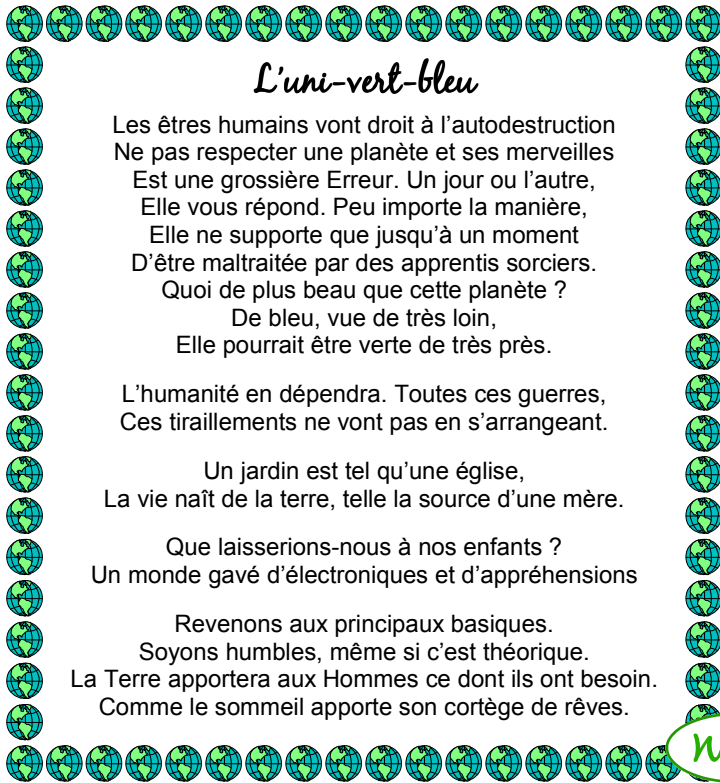 L'uni-vert-bleu
Les êtres humains vont droit à l'autodestruction
Ne pas respecter une planète et ses merveilles
Est une grossière Erreur. Un jour ou l'autre,
Elle vous répond. Peu importe la manière,
Elle ne supporte que jusqu'à un moment
D'être maltraitée par des apprentis sorciers.
Quoi de plus beau que cette planète ?
De bleu, vue de très loin,
Elle pourrait être verte de très près.
L'humanité en dépendra. Toutes ces guerres,
Ces tiraillements ne vont pas en s'arrangeant.
Un jardin est tel qu'une église,
La vie naît de la terre, telle la source d'une mère.
Que laisserions-nous à nos enfants ?
Un monde gavé d'électroniques et d'appréhensions
Revenons aux principaux basiques.
Soyons humbles, même si c'est théorique.
La Terre apportera aux Hommes ce dont ils ont besoin.
Comme le sommeil apporte son cortège de rêves.